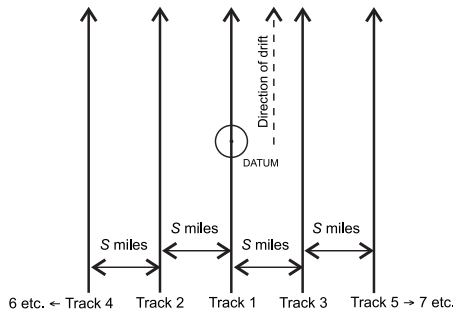 Direction of drift
DATUM
S miles
S miles
S miles
S miles
6 etc. ← Track 4 Track 2 Track 1 Track 3 Track 5 → 7 etc.